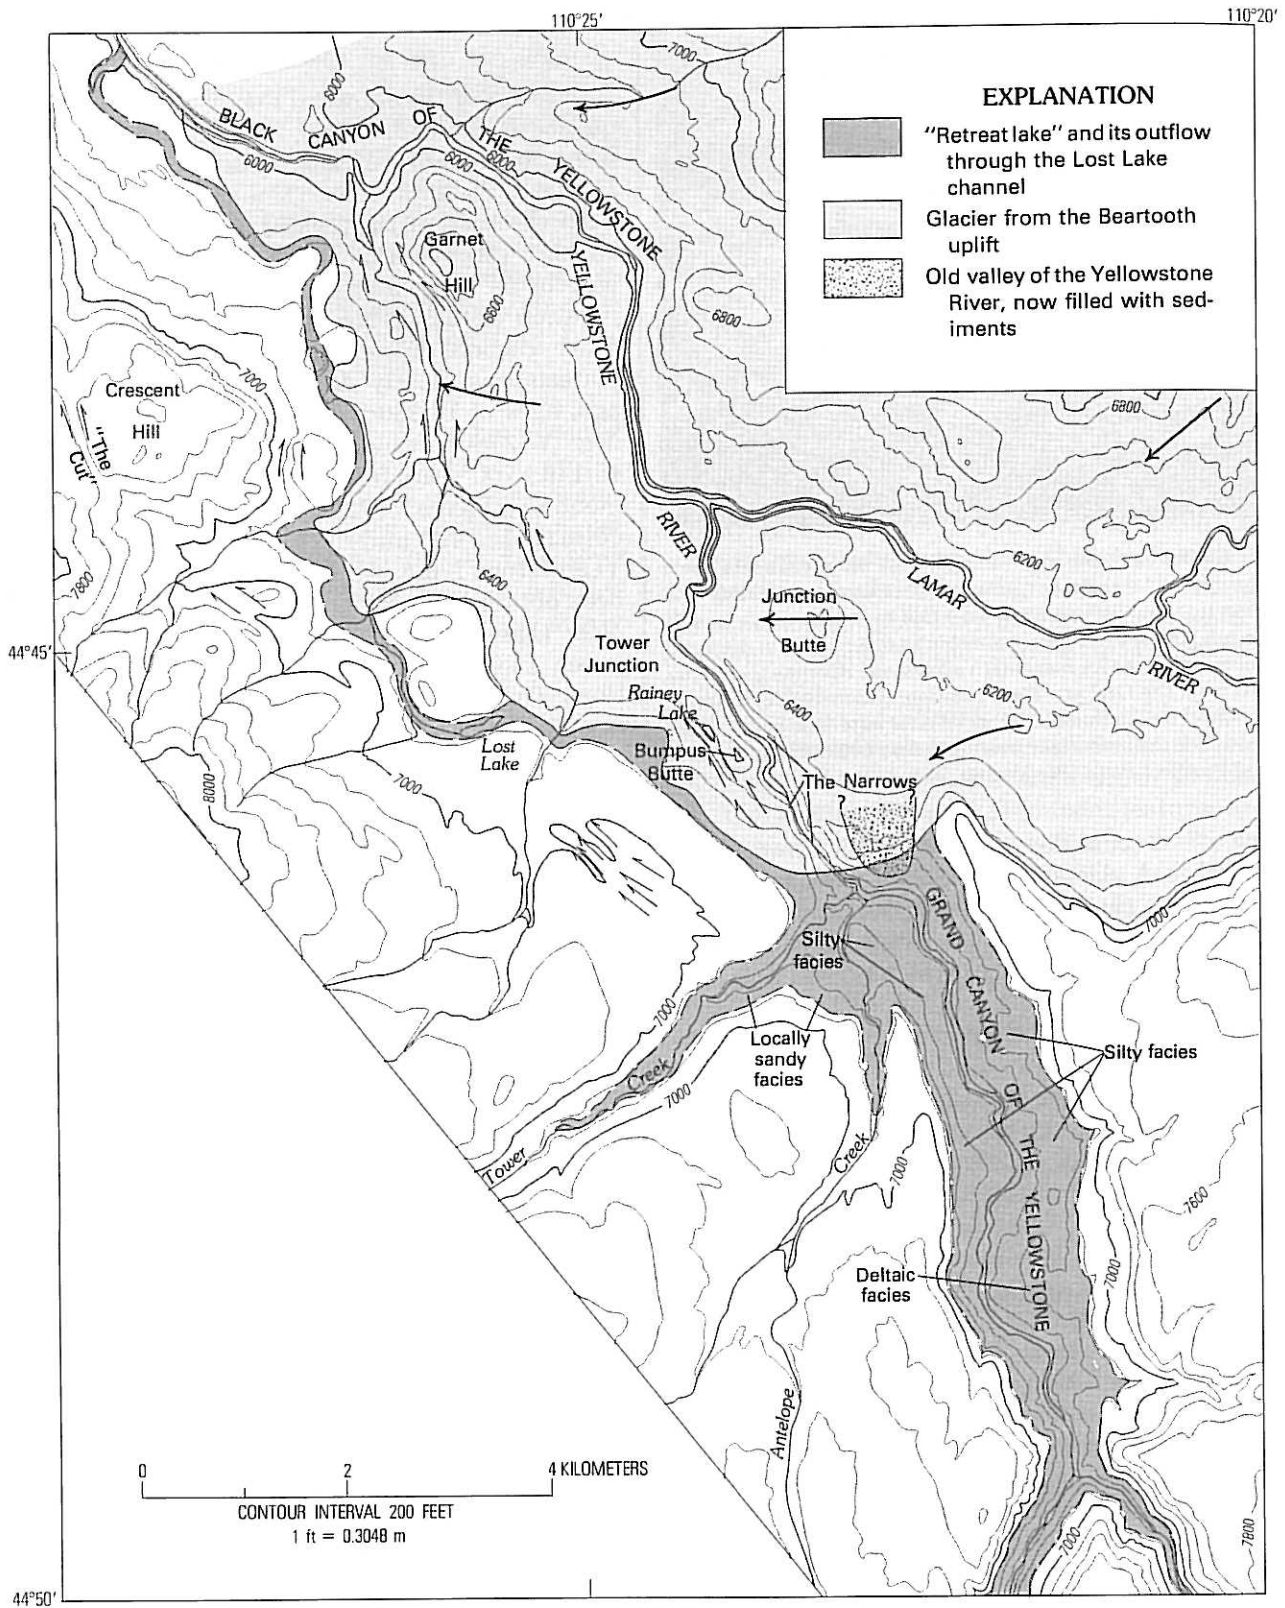 110°25'
110°20'
EXPLANATION
"Retreat lake" and its outflow
through the Lost Lake
channel
Glacier from the Beartooth
uplift
Old valley of the Yellowstone
River, now filled with sed-
iments
7000
6000
BLACK CANYON OF THE YELLOWSTONE
6000
6000
6000
Garnet
Hill
6800
YELLOWSTONE
RIVER
6800
Crescent
Hill
7000
"The
Cut"
6800
6200
LAMAR
RIVER
7800
6400
Junction
Butte
44°45'
Tower
Junction
Rainey
Lake
6400
6200
Lost
Lake
Bumpus
Butte
The Narrows
8000
7000
7000
GRAND CANYON OF THE YELLOWSTONE
Silty
facies
7000
Locally
sandy
facies
Silty facies
Tower
Creek
7000
Creek
7000
7600
Deltaic
facies
7000
Antelope
0
2
4 KILOMETERS
CONTOUR INTERVAL 200 FEET
1 ft = 0.3048 m
7000
7800
44°50'
? ?